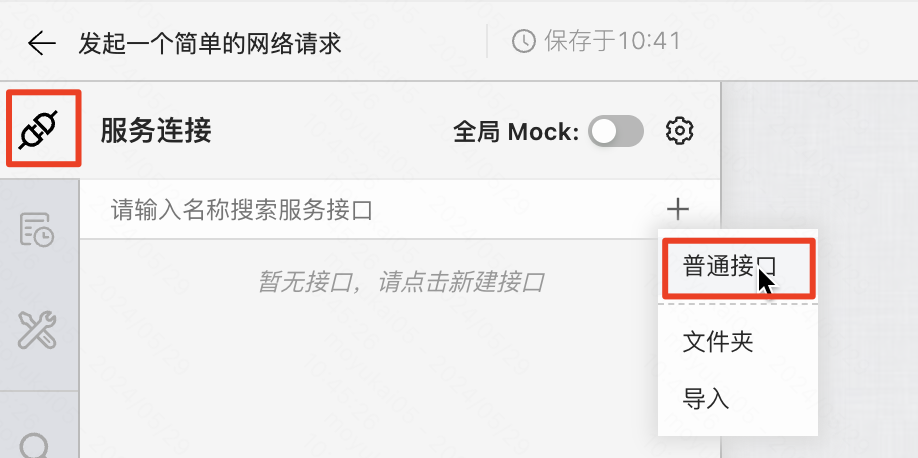 发起一个简单的网络请求
保存于10:41
服务连接
全局 Mock:
请输入名称搜索服务接口
普通接口
暂无接口，请点击新建接口
文件夹
导入